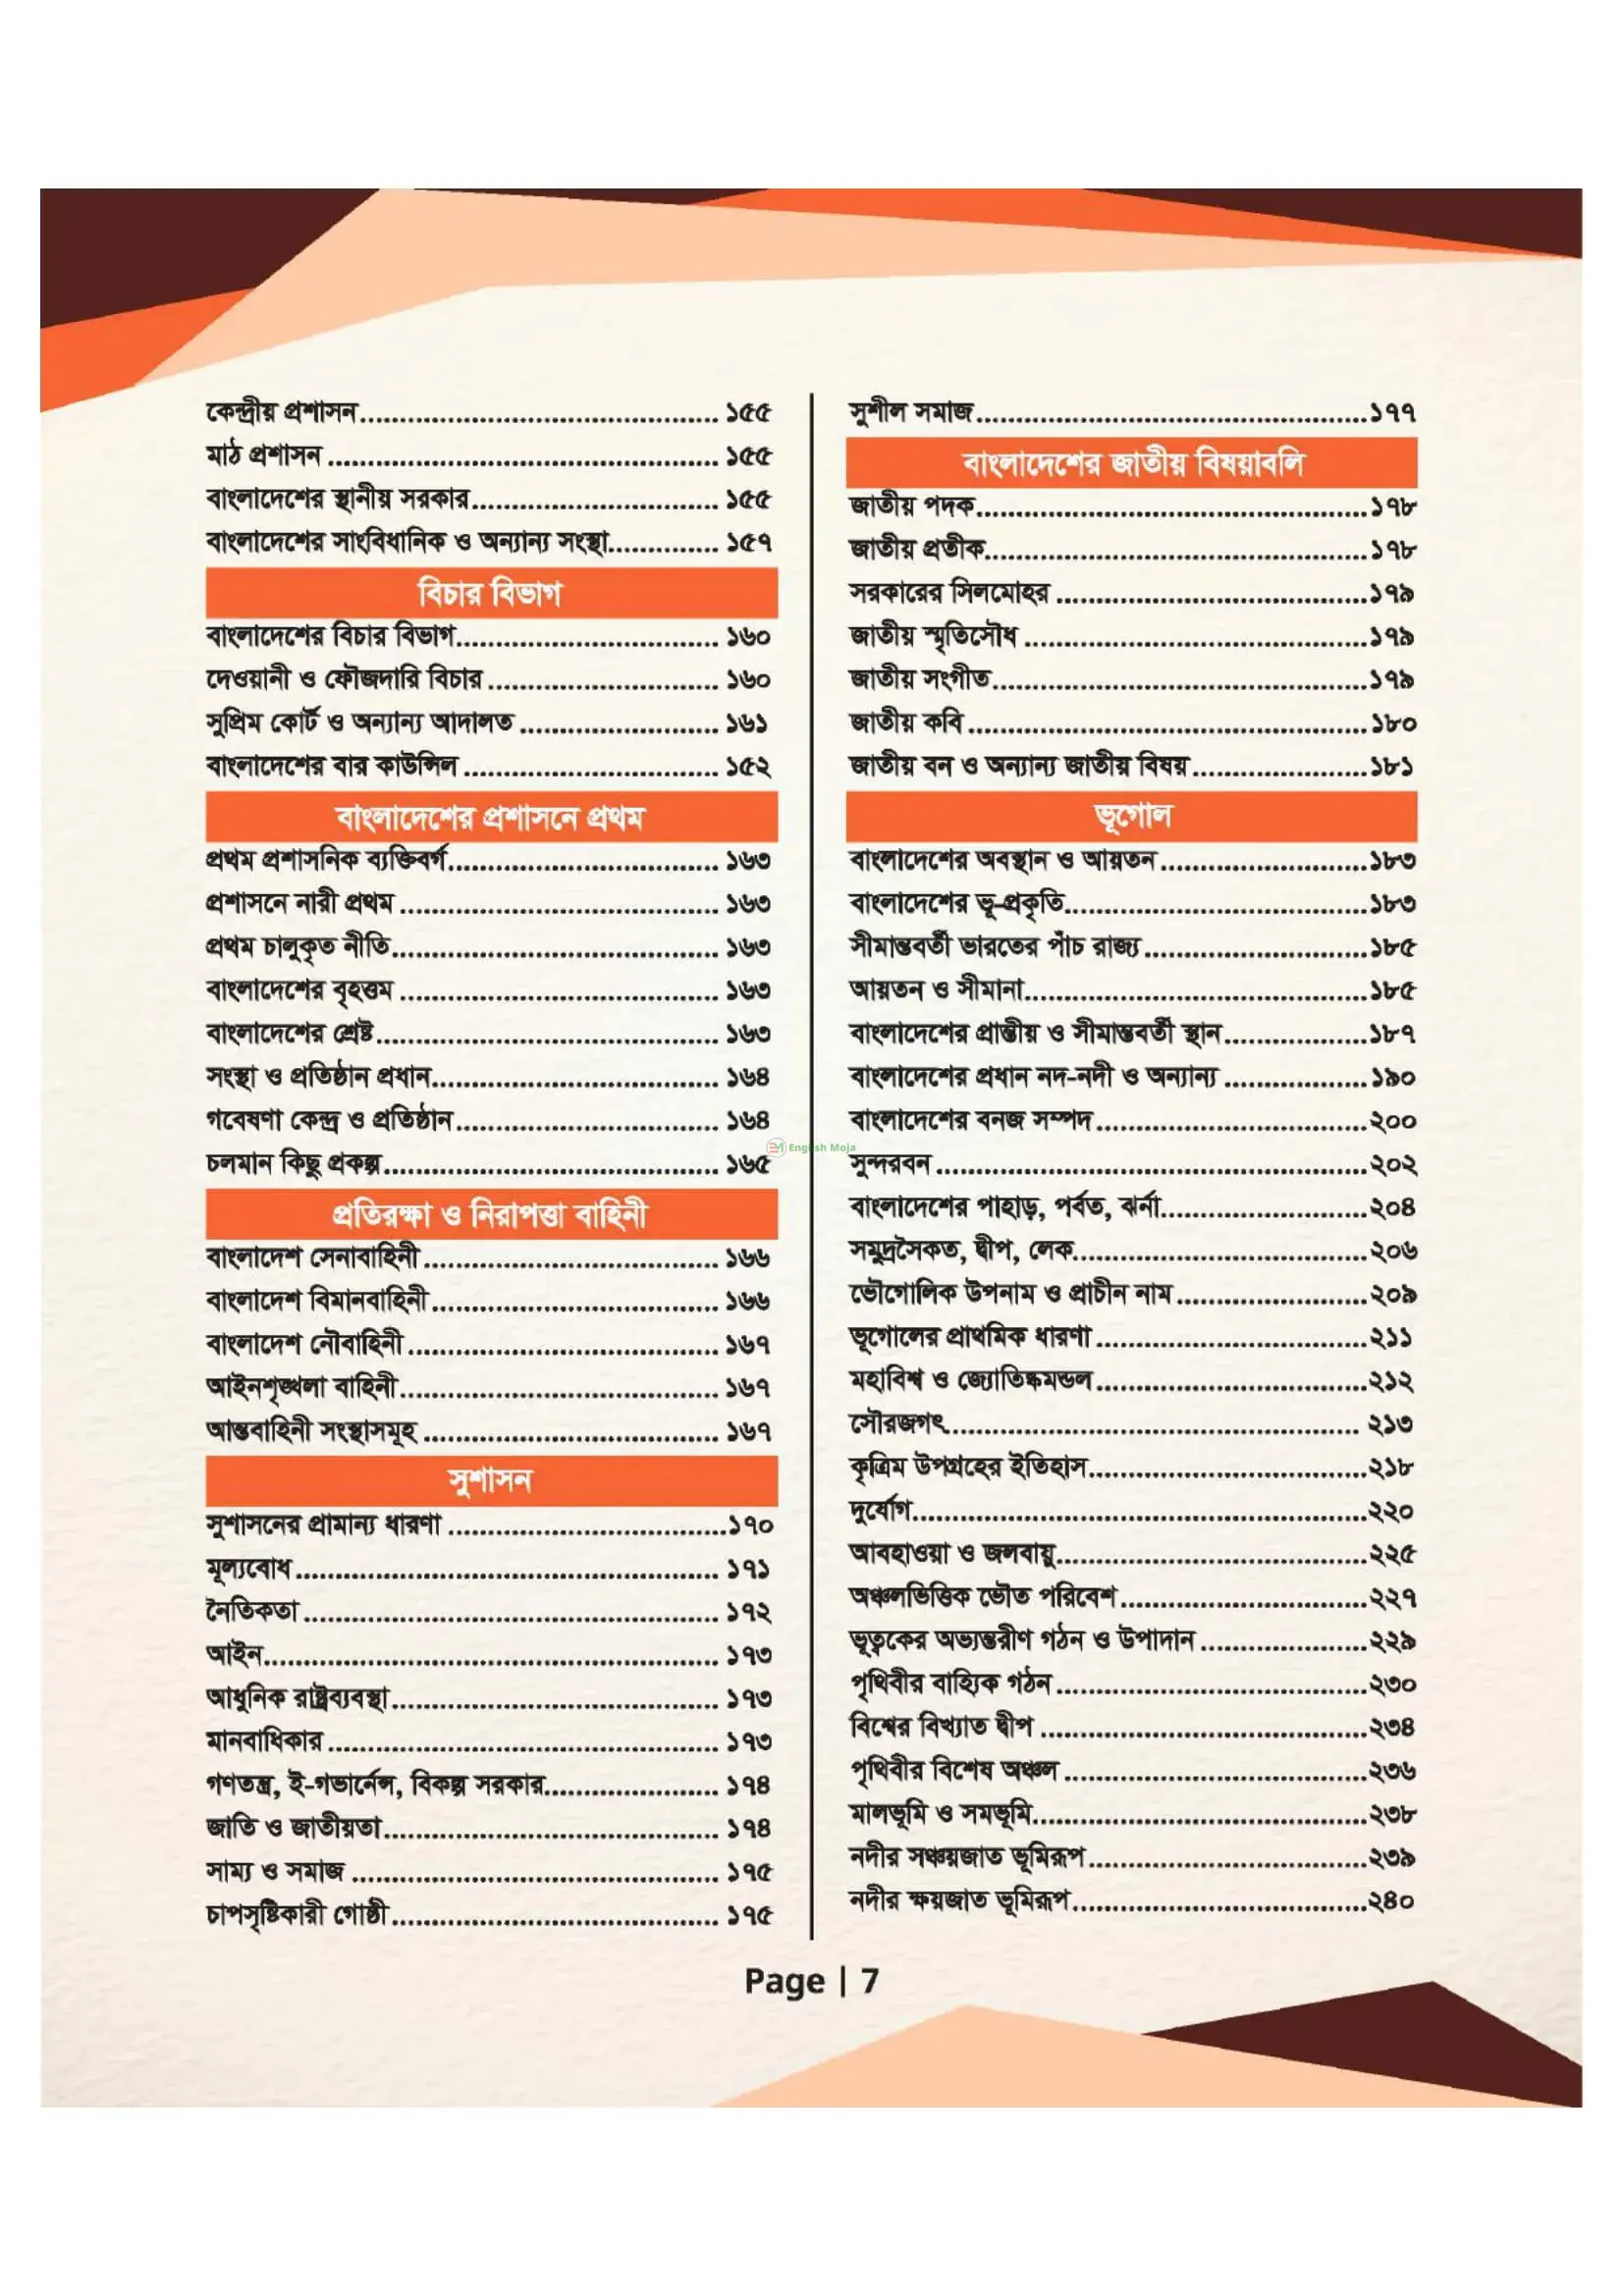 কেন্দ্রীয় প্রশাসন............................................. ১৫৫
মাঠ প্রশাসন................................................. ১৫৫
বাংলাদেশের স্থানীয় সরকার............................... ১৫৫
বাংলাদেশের সাংবিধানিক ও অন্যান্য সংস্থা.............. ১৫৭
বিচার বিভাগ
বাংলাদেশের বিচার বিভাগ................................. ১৬০
দেওয়ানী ও ফৌজদারি বিচার............................. ১৬০
সুপ্রিম কোর্ট ও অন্যান্য আদালত......................... ১৬১
বাংলাদেশের বার কাউন্সিল................................ ১৫২
বাংলাদেশের প্রশাসনে প্রথম
প্রথম প্রশাসনিক ব্যক্তিবর্গ.................................. ১৬৩
প্রশাসনে নারী প্রথম........................................ ১৬৩
প্রথম চালুকৃত নীতি......................................... ১৬৩
বাংলাদেশের বৃহত্তম........................................ ১৬৩
বাংলাদেশের শ্রেষ্ট........................................... ১৬৩
সংস্থা ও প্রতিষ্ঠান প্রধান.................................... ১৬৪
গবেষণা কেন্দ্র ও প্রতিষ্ঠান................................. ১৬৪
চলমান কিছু প্রকল্প.......................................... ১৬৫
প্রতিরক্ষা ও নিরাপত্তা বাহিনী
বাংলাদেশ সেনাবাহিনী..................................... ১৬৬
বাংলাদেশ বিমানবাহিনী.................................... ১৬৬
বাংলাদেশ নৌবাহিনী....................................... ১৬৭
আইনশৃঙ্খলা বাহিনী........................................ ১৬৭
আন্তবাহিনী সংস্থাসমূহ..................................... ১৬৭
সুশাসন
সুশাসনের প্রামান্য ধারণা...................................১৭০
মূল্যবোধ..................................................... ১৭১
নৈতিকতা.................................................... ১৭২
আইন......................................................... ১৭৩
আধুনিক রাষ্ট্রব্যবস্থা......................................... ১৭৩
মানবাধিকার................................................. ১৭৩
গণতন্ত্র, ই-গভার্নেন্স, বিকল্প সরকার...................... ১৭৪
জাতি ও জাতীয়তা.......................................... ১৭৪
সাম্য ও সমাজ.............................................. ১৭৫
চাপসৃষ্টিকারী গোষ্ঠী......................................... ১৭৫
সুশীল সমাজ.................................................১৭৭
বাংলাদেশের জাতীয় বিষয়াবলি
জাতীয় পদক.................................................১৭৮
জাতীয় প্রতীক................................................১৭৮
সরকারের সিলমোহর.......................................১৭৯
জাতীয় স্মৃতিসৌধ...........................................১৭৯
জাতীয় সংগীত...............................................১৭৯
জাতীয় কবি..................................................১৮০
জাতীয় বন ও অন্যান্য জাতীয় বিষয়......................১৮১
ভূগোল
বাংলাদেশের অবস্থান ও আয়তন..........................১৮৩
বাংলাদেশের ভূ-প্রকৃতি......................................১৮৩
সীমান্তবর্তী ভারতের পাঁচ রাজ্য............................১৮৫
আয়তন ও সীমানা...........................................১৮৫
বাংলাদেশের প্রান্তীয় ও সীমান্তবর্তী স্থান..................১৮৭
বাংলাদেশের প্রধান নদ-নদী ও অন্যান্য..................১৯০
বাংলাদেশের বনজ সম্পদ..................................২০০
সুন্দরবন......................................................২০২
বাংলাদেশের পাহাড়, পর্বত, ঝর্না..........................২০৪
সমুদ্রসৈকত, দ্বীপ, লেক.....................................২০৬
ভৌগোলিক উপনাম ও প্রাচীন নাম........................২০৯
ভূগোলের প্রাথমিক ধারণা..................................২১১
মহাবিশ্ব ও জ্যোতিষ্কমন্ডল..................................২১২
সৌরজগৎ.................................................... ২১৩
কৃত্রিম উপগ্রহের ইতিহাস...................................২১৮
দুর্যোগ.........................................................২২০
আবহাওয়া ও জলবায়ু.......................................২২৫
অঞ্চলভিত্তিক ভৌত পরিবেশ...............................২২৭
ভূত্বকের অভ্যন্তরীণ গঠন ও উপাদান.....................২২৯
পৃথিবীর বাহ্যিক গঠন.......................................২৩০
বিশ্বের বিখ্যাত দ্বীপ.........................................২৩৪
পৃথিবীর বিশেষ অঞ্চল......................................২৩৬
মালভূমি ও সমভূমি..........................................২৩৮
নদীর সঞ্চয়জাত ভূমিরূপ...................................২৩৯
নদীর ক্ষয়জাত ভূমিরূপ.....................................২৪০
English Moja
Page | 7